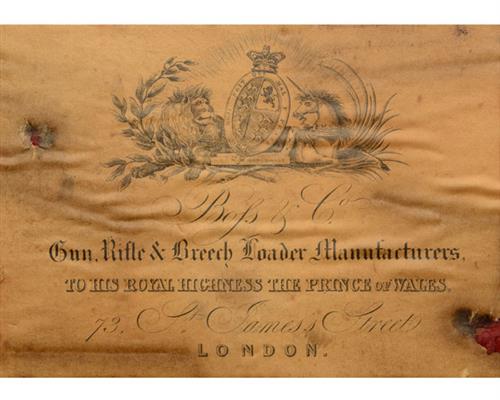 Boſs & Co.
Gun, Rifle & Breech Loader Manufacturers,
TO HIS ROYAL HIGHNESS THE PRINCE OF WALES.
73, St. James's Street
LONDON.